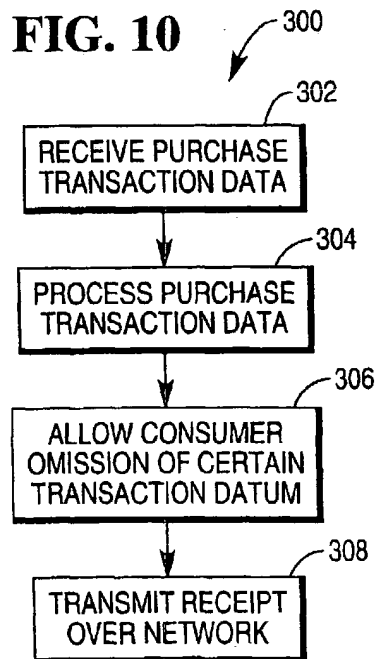 FIG. 10
300
302
RECEIVE PURCHASE
TRANSACTION DATA
304
PROCESS PURCHASE
TRANSACTION DATA
306
ALLOW CONSUMER
OMISSION OF CERTAIN
TRANSACTION DATUM
308
TRANSMIT RECEIPT
OVER NETWORK